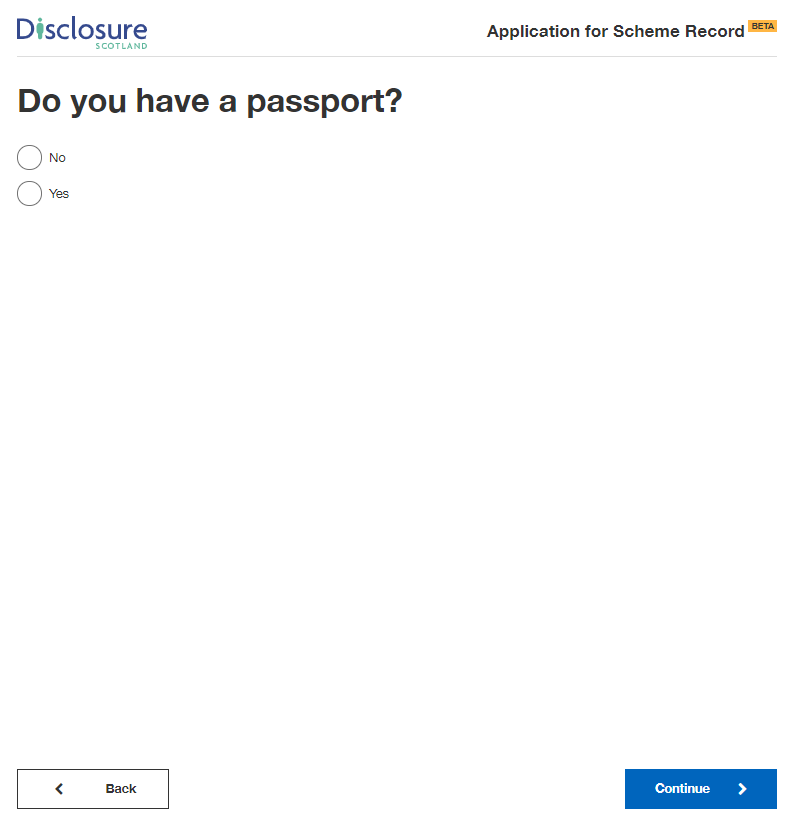 Disclosure
SCOTLAND
Application for Scheme Record BETA
Do you have a passport?
No
Yes
Back
Continue